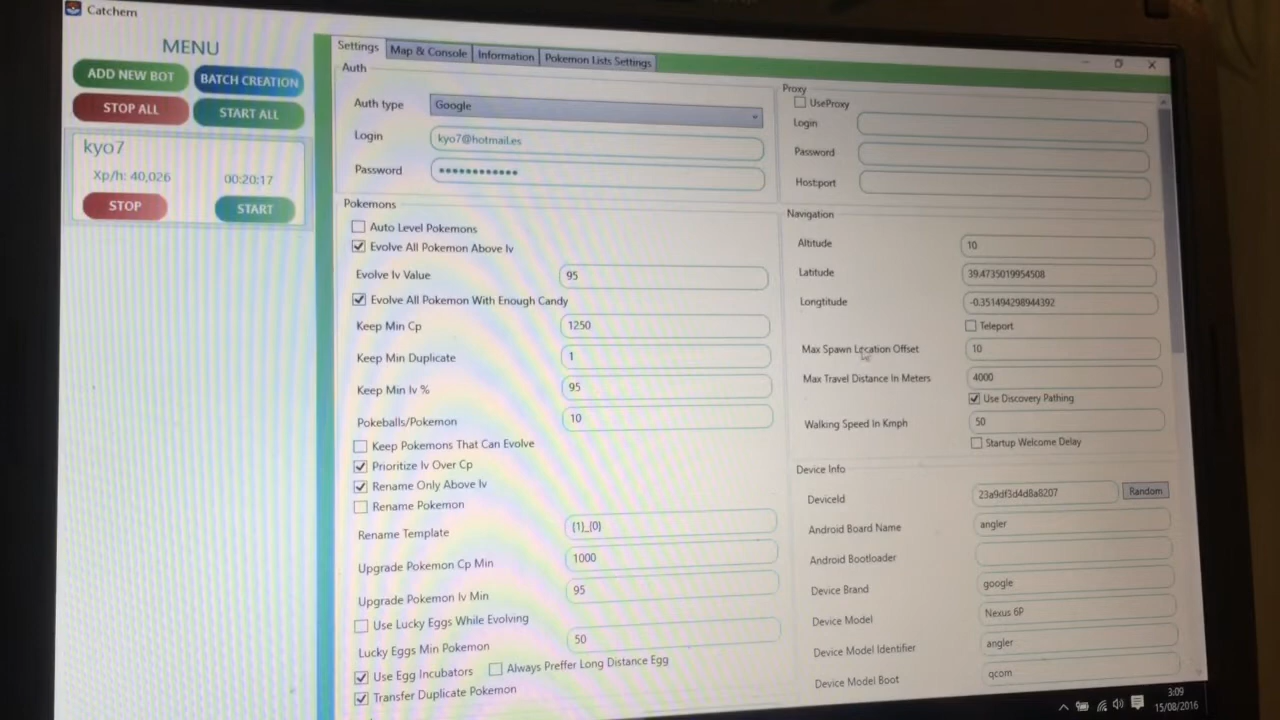 Catchem
MENU
ADD NEW BOT
BATCH CREATION
STOP ALL
START ALL
kyo7
Xp/h: 40,026
00:20:17
STOP
START
Settings
Map & Console
Information
Pokemon Lists Settings
Auth
Auth type
Google
Login
kyo7@hotmail.es
Password
••••••••••••
Pokemons
Auto Level Pokemons
Evolve All Pokemon Above Iv
Evolve Iv Value
95
Evolve All Pokemon With Enough Candy
Keep Min Cp
1250
Keep Min Duplicate
1
Keep Min Iv %
95
Pokeballs/Pokemon
10
Keep Pokemons That Can Evolve
Prioritize Iv Over Cp
Rename Only Above Iv
Rename Pokemon
Rename Template
{1}_{0}
Upgrade Pokemon Cp Min
1000
Upgrade Pokemon Iv Min
95
Use Lucky Eggs While Evolving
Lucky Eggs Min Pokemon
50
Use Egg Incubators
Always Preffer Long Distance Egg
Transfer Duplicate Pokemon
Proxy
UseProxy
Login
Password
Host:port
Navigation
Altitude
10
Latitude
39.4735019954508
Longtitude
-0.351494298944392
Teleport
Max Spawn Location Offset
10
Max Travel Distance In Meters
4000
Use Discovery Pathing
Walking Speed In Kmph
50
Startup Welcome Delay
Device Info
DeviceId
23a9df3d4d8a8207
Random
Android Board Name
angler
Android Bootloader
Device Brand
google
Device Model
Nexus 6P
Device Model Identifier
angler
Device Model Boot
qcom
3:09
15/08/2016